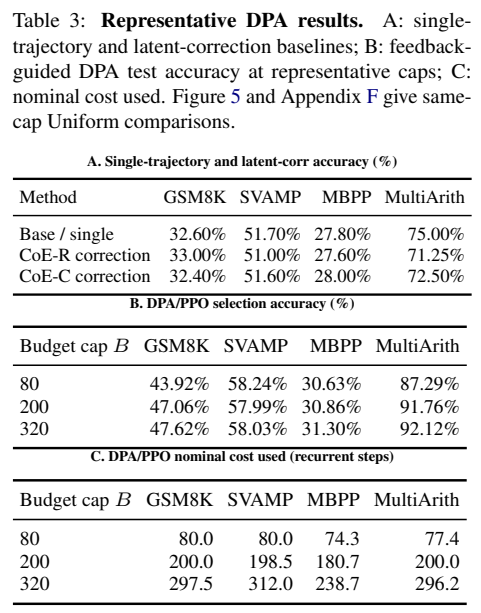 Table 3: Representative DPA results. A: single-
trajectory and latent-correction baselines; B: feedback-
guided DPA test accuracy at representative caps; C:
nominal cost used. Figure 5 and Appendix F give same-
cap Uniform comparisons.
A. Single-trajectory and latent-corr accuracy (%)
Method GSM8K SVAMP MBPP MultiArith
Base / single 32.60% 51.70% 27.80% 75.00%
CoE-R correction 33.00% 51.00% 27.60% 71.25%
CoE-C correction 32.40% 51.60% 28.00% 72.50%
B. DPA/PPO selection accuracy (%)
Budget cap B GSM8K SVAMP MBPP MultiArith
80 43.92% 58.24% 30.63% 87.29%
200 47.06% 57.99% 30.86% 91.76%
320 47.62% 58.03% 31.30% 92.12%
C. DPA/PPO nominal cost used (recurrent steps)
Budget cap B GSM8K SVAMP MBPP MultiArith
80 80.0 80.0 74.3 77.4
200 200.0 198.5 180.7 200.0
320 297.5 312.0 238.7 296.2